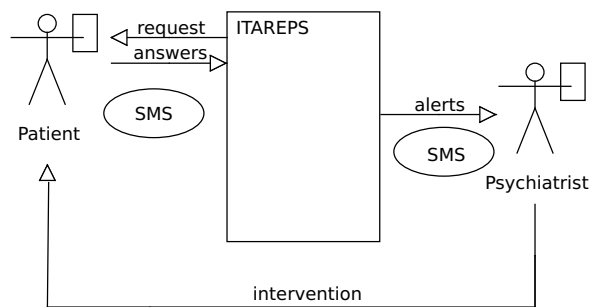 request
ITAREPS
answers
SMS
Patient
alerts
SMS
Psychiatrist
intervention